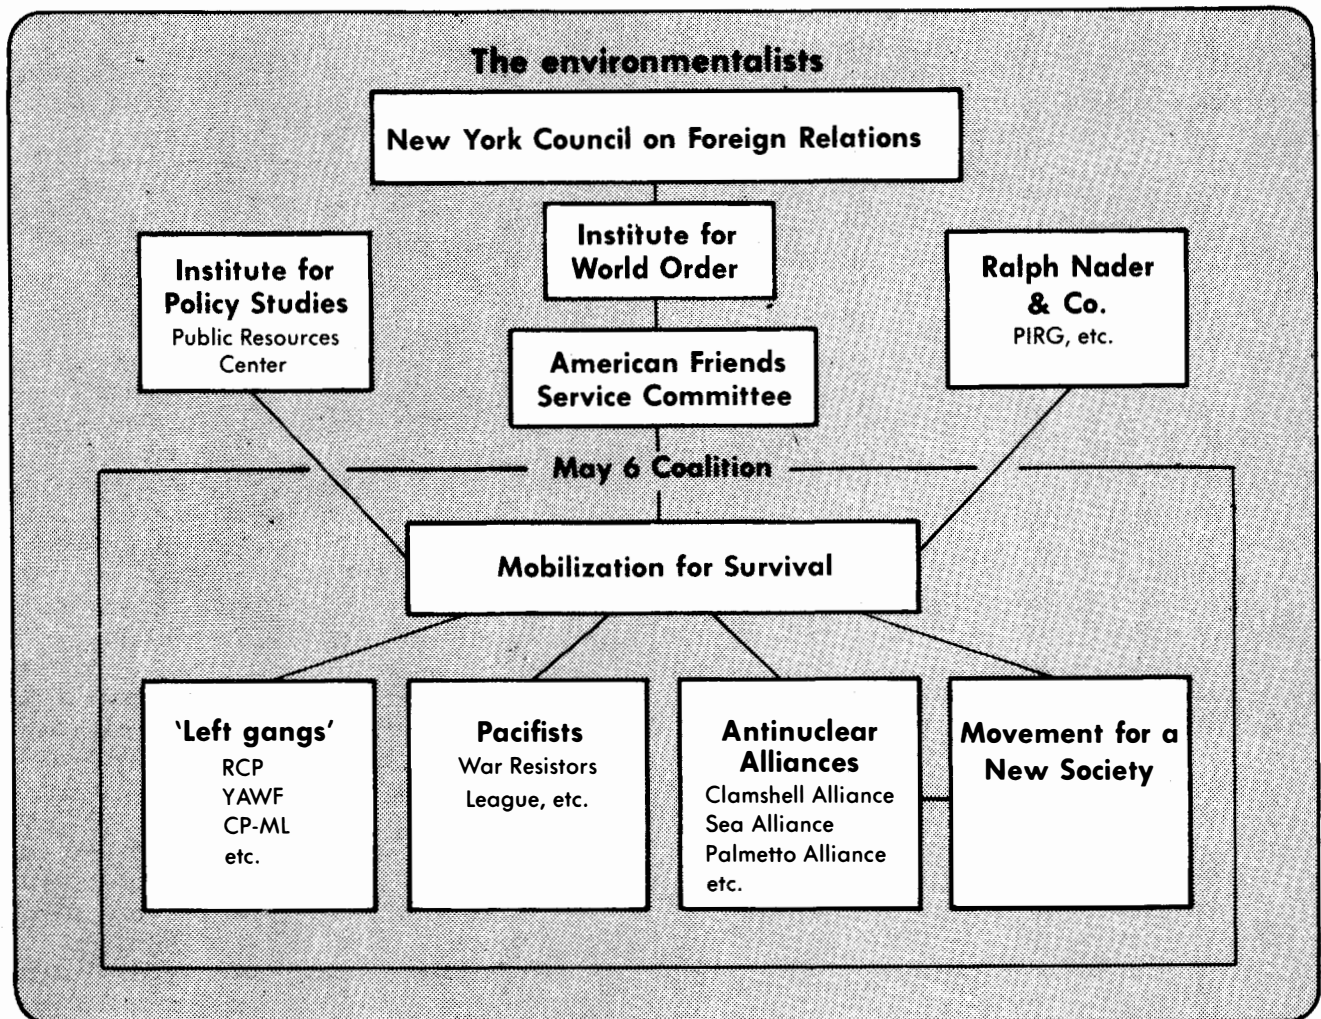 The environmentalists
New York Council on Foreign Relations
Institute for
World Order
Institute for
Policy Studies
Public Resources
Center
Ralph Nader
& Co.
PIRG, etc.
American Friends
Service Committee
May 6 Coalition
Mobilization for Survival
'Left gangs'
RCP
YAWF
CP-ML
etc.
Pacifists
War Resistors
League, etc.
Antinuclear
Alliances
Clamshell Alliance
Sea Alliance
Palmetto Alliance
etc.
Movement for a
New Society